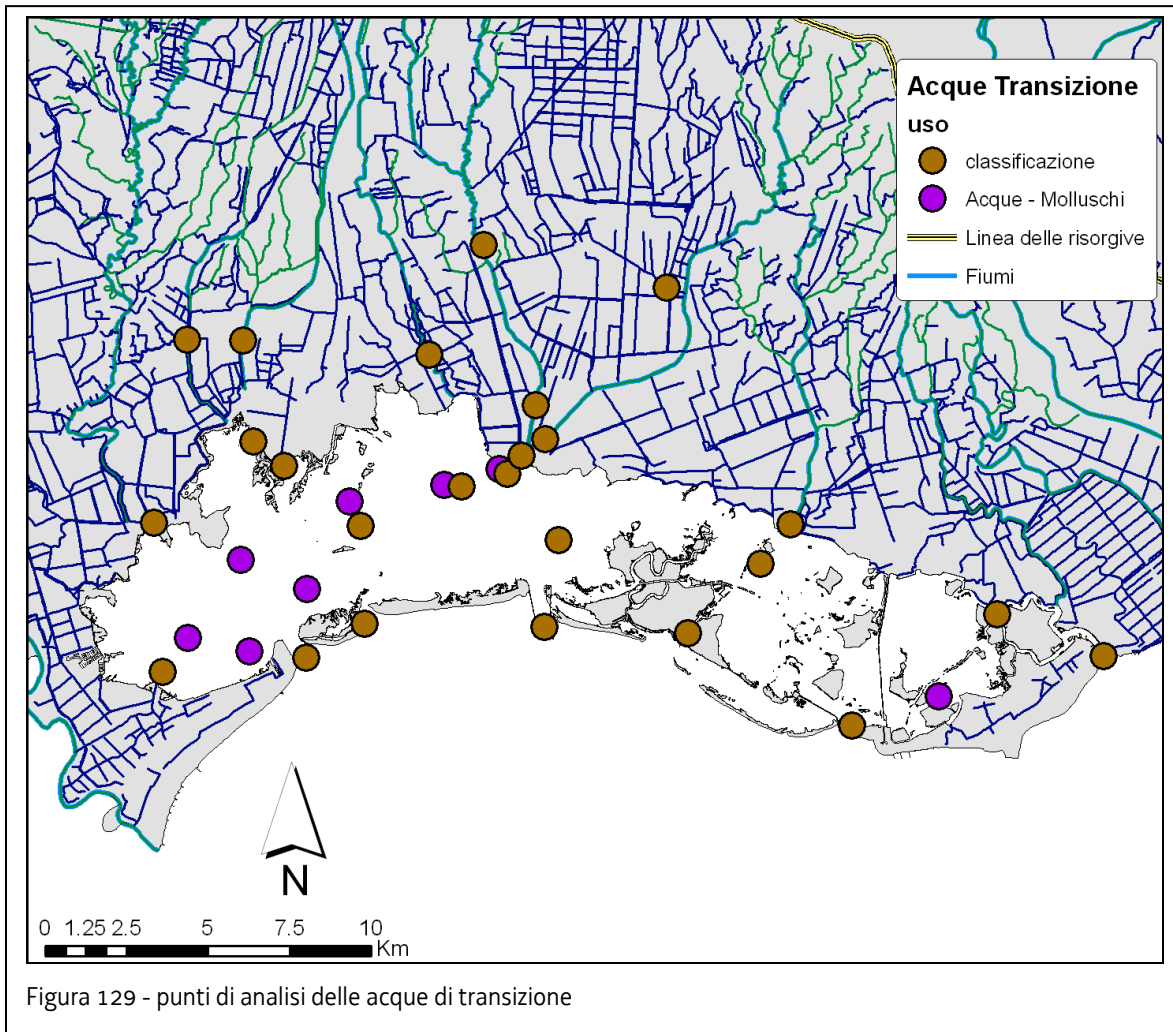 Acque Transizione
uso
classificazione
Acque - Molluschi
Linea delle risorgive
Fiumi
N
0 1.25 2.5 5 7.5 10
Km
Figura 129 - punti di analisi delle acque di transizione